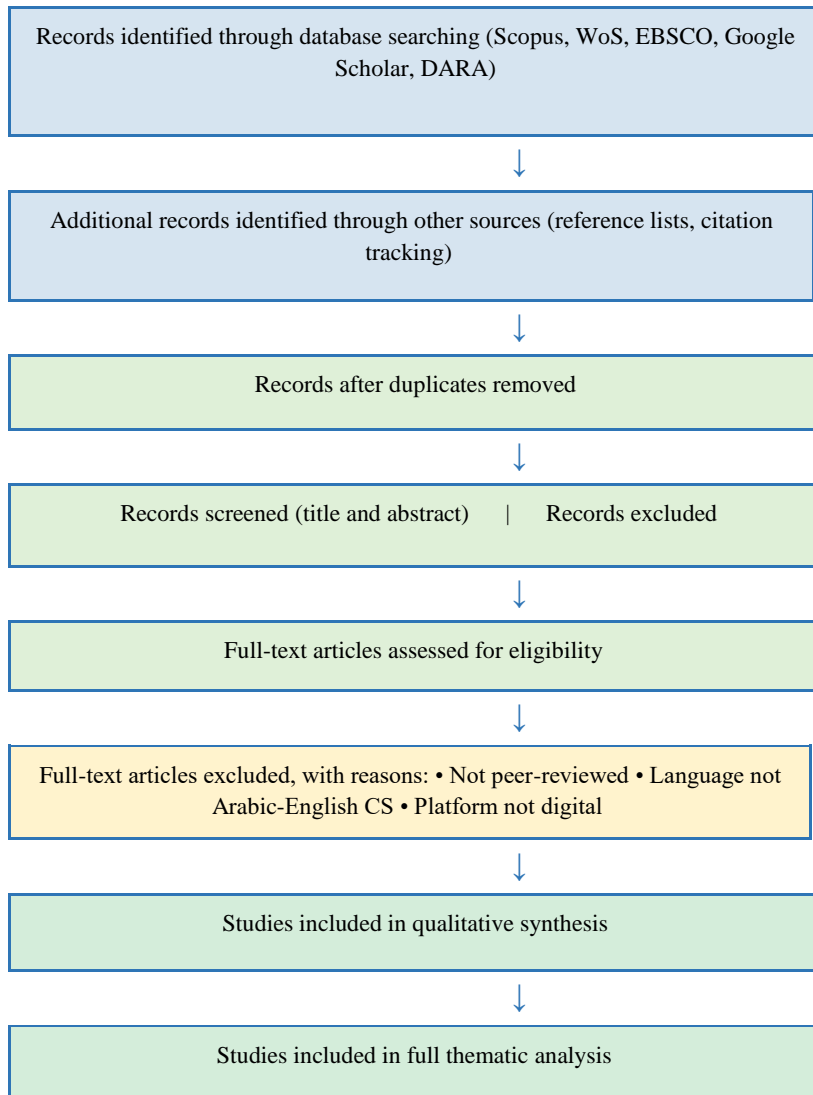 Records identified through database searching (Scopus, WoS, EBSCO, Google
Scholar, DARA)
↓
Additional records identified through other sources (reference lists, citation
tracking)
↓
Records after duplicates removed
↓
Records screened (title and abstract) | Records excluded
↓
Full-text articles assessed for eligibility
↓
Full-text articles excluded, with reasons: • Not peer-reviewed • Language not
Arabic-English CS • Platform not digital
↓
Studies included in qualitative synthesis
↓
Studies included in full thematic analysis